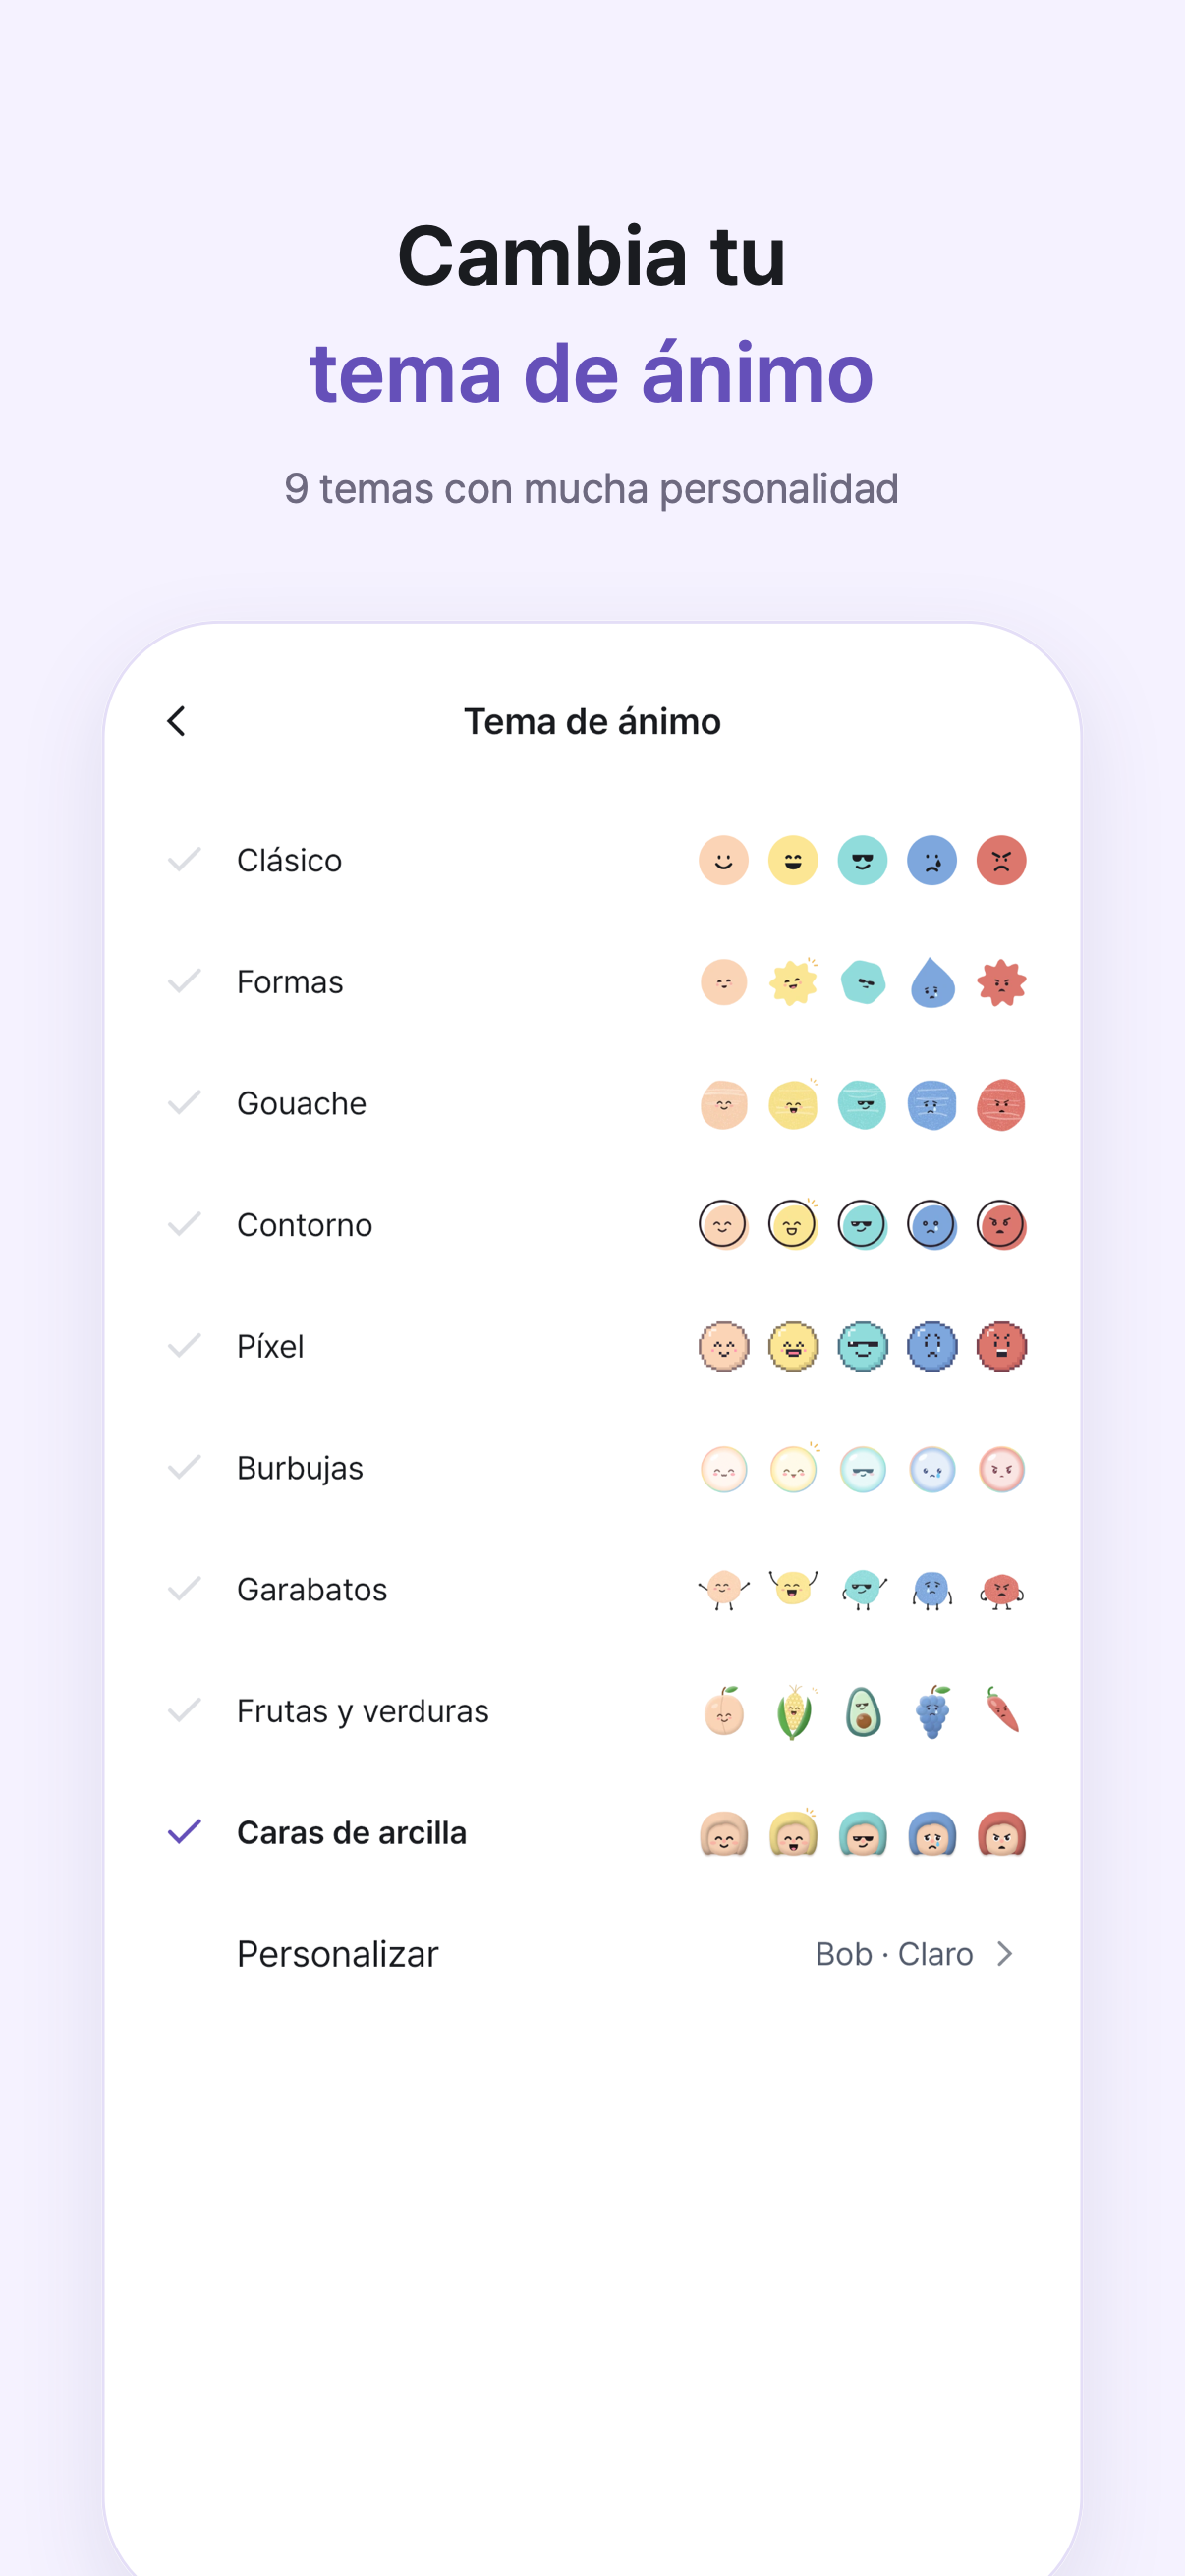 Cambia tu
tema de ánimo
9 temas con mucha personalidad
Tema de ánimo
Clásico
Formas
Gouache
Contorno
Píxel
Burbujas
Garabatos
Frutas y verduras
Caras de arcilla
Personalizar Bob · Claro